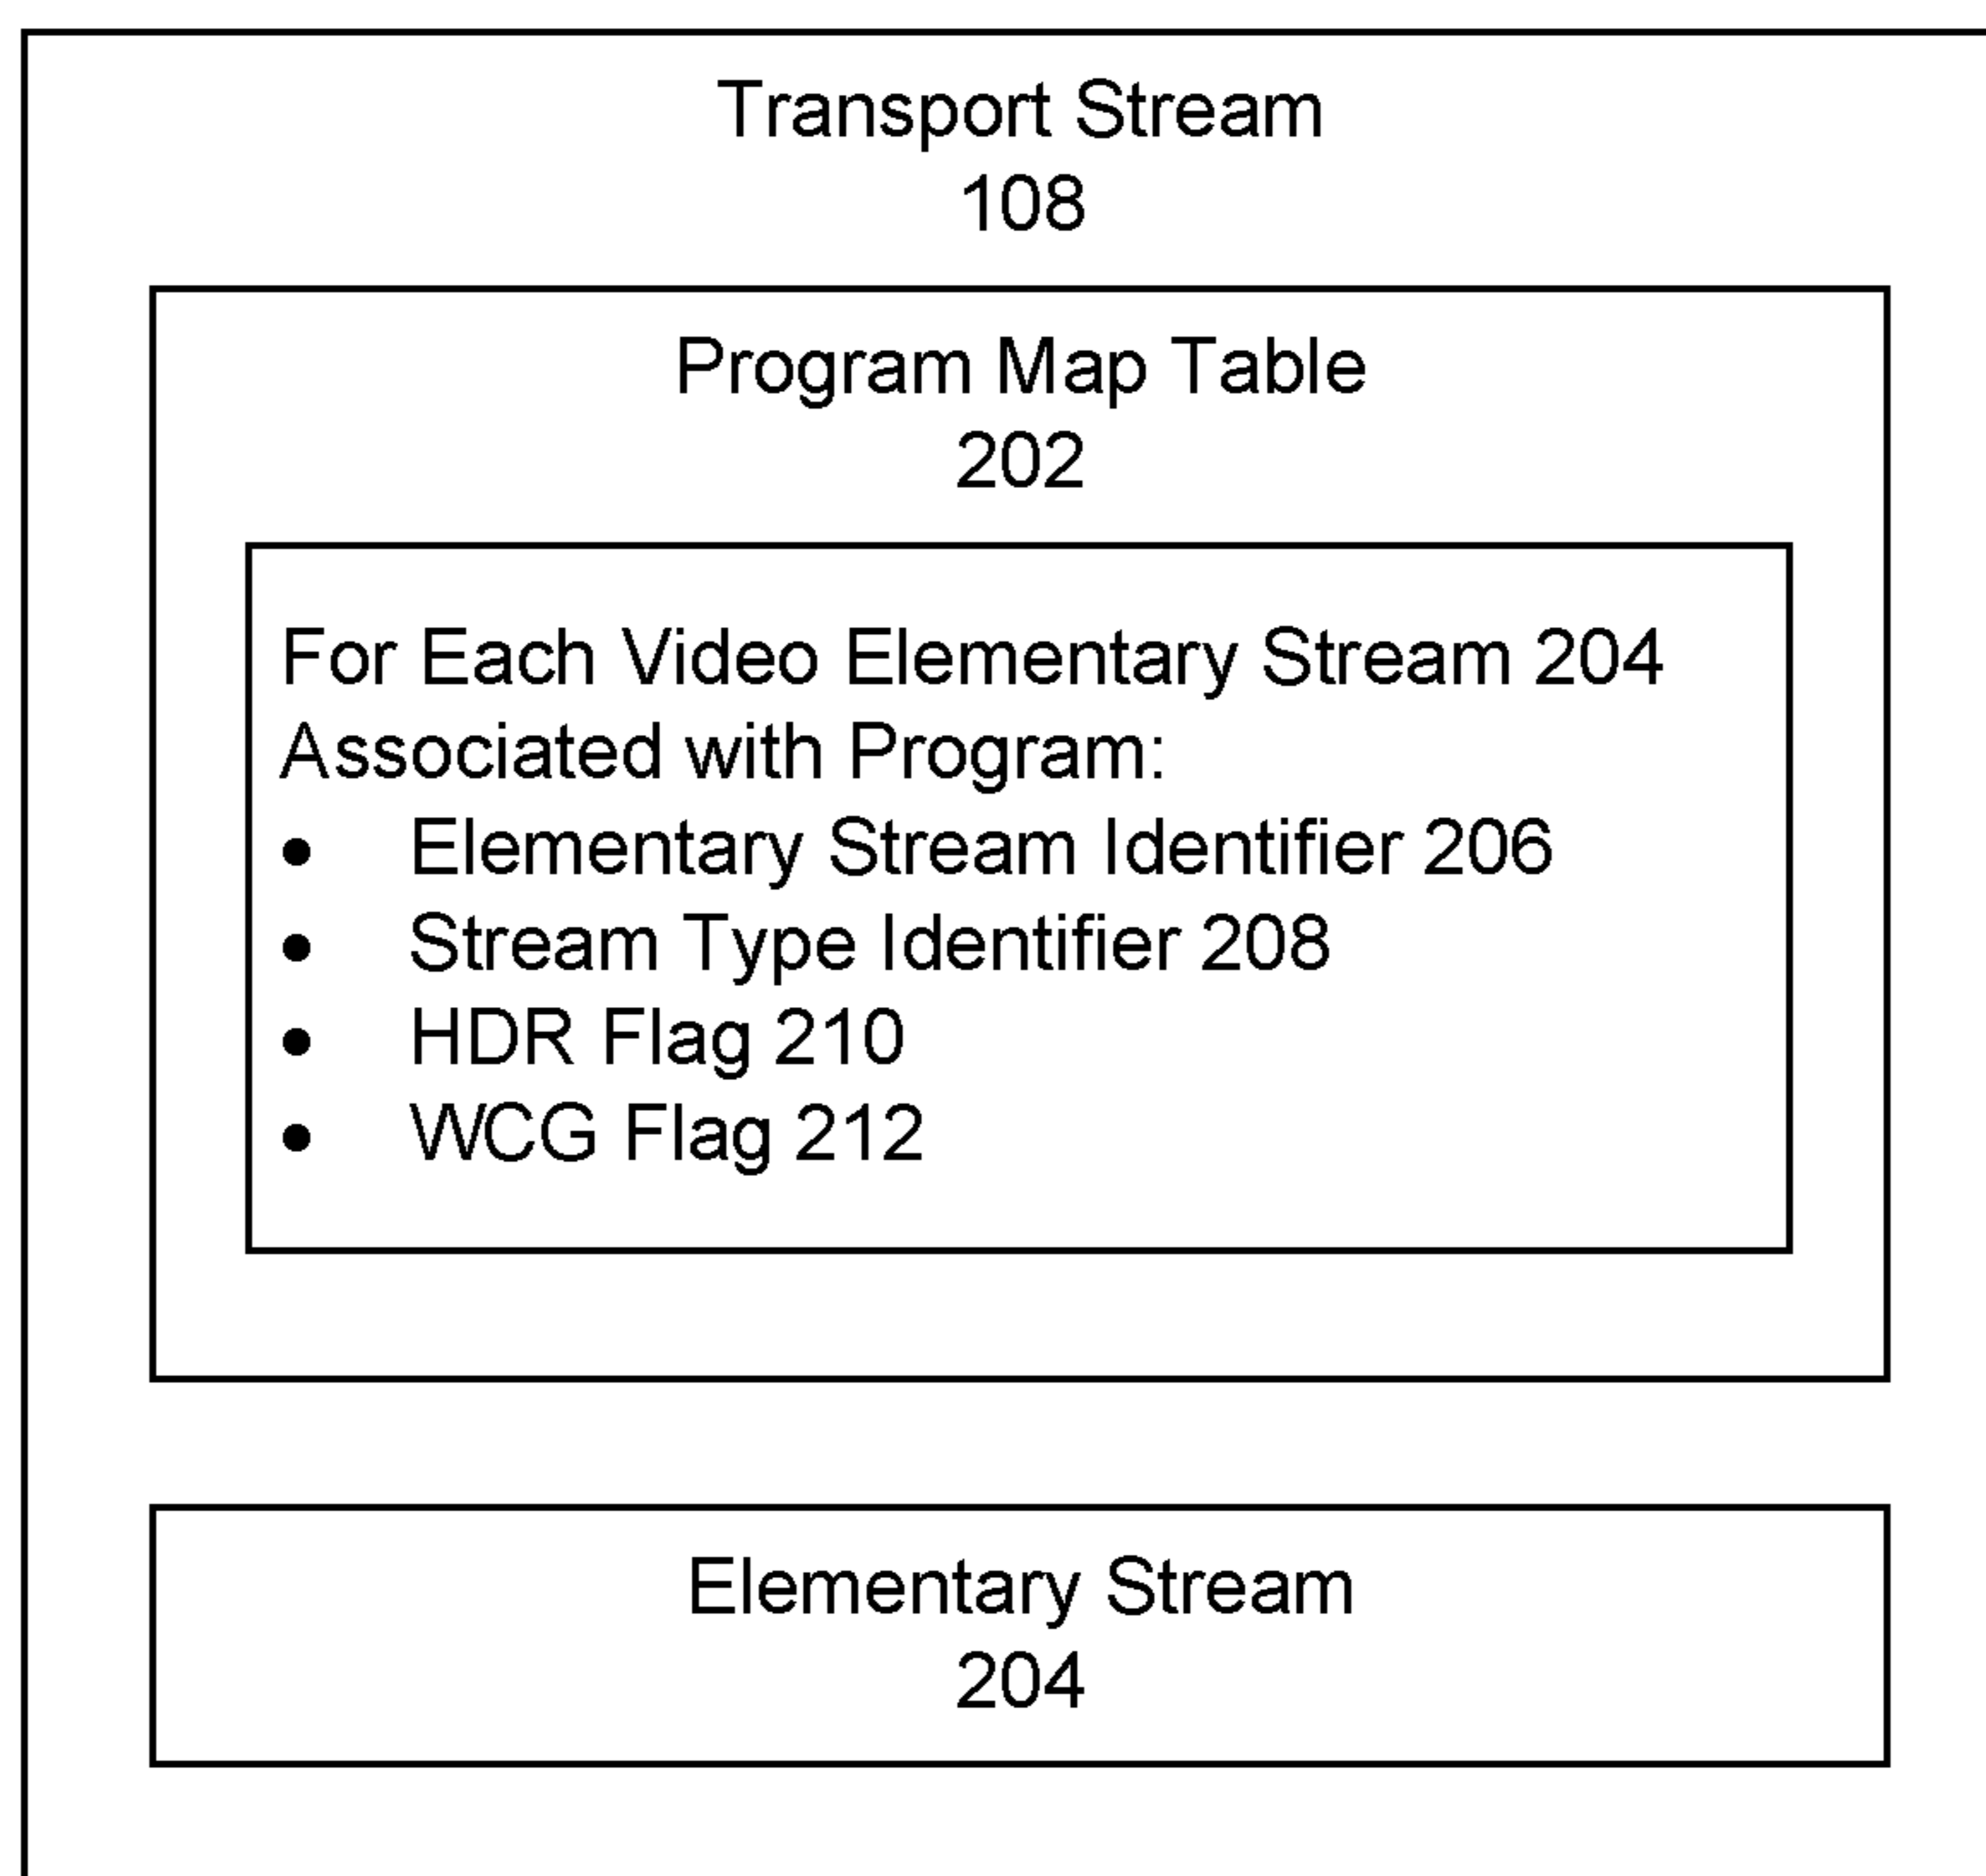 Transport Stream
108
Program Map Table
202
For Each Video Elementary Stream 204
Associated with Program:
● Elementary Stream Identifier 206
● Stream Type Identifier 208
● HDR Flag 210
● WCG Flag 212
Elementary Stream
204